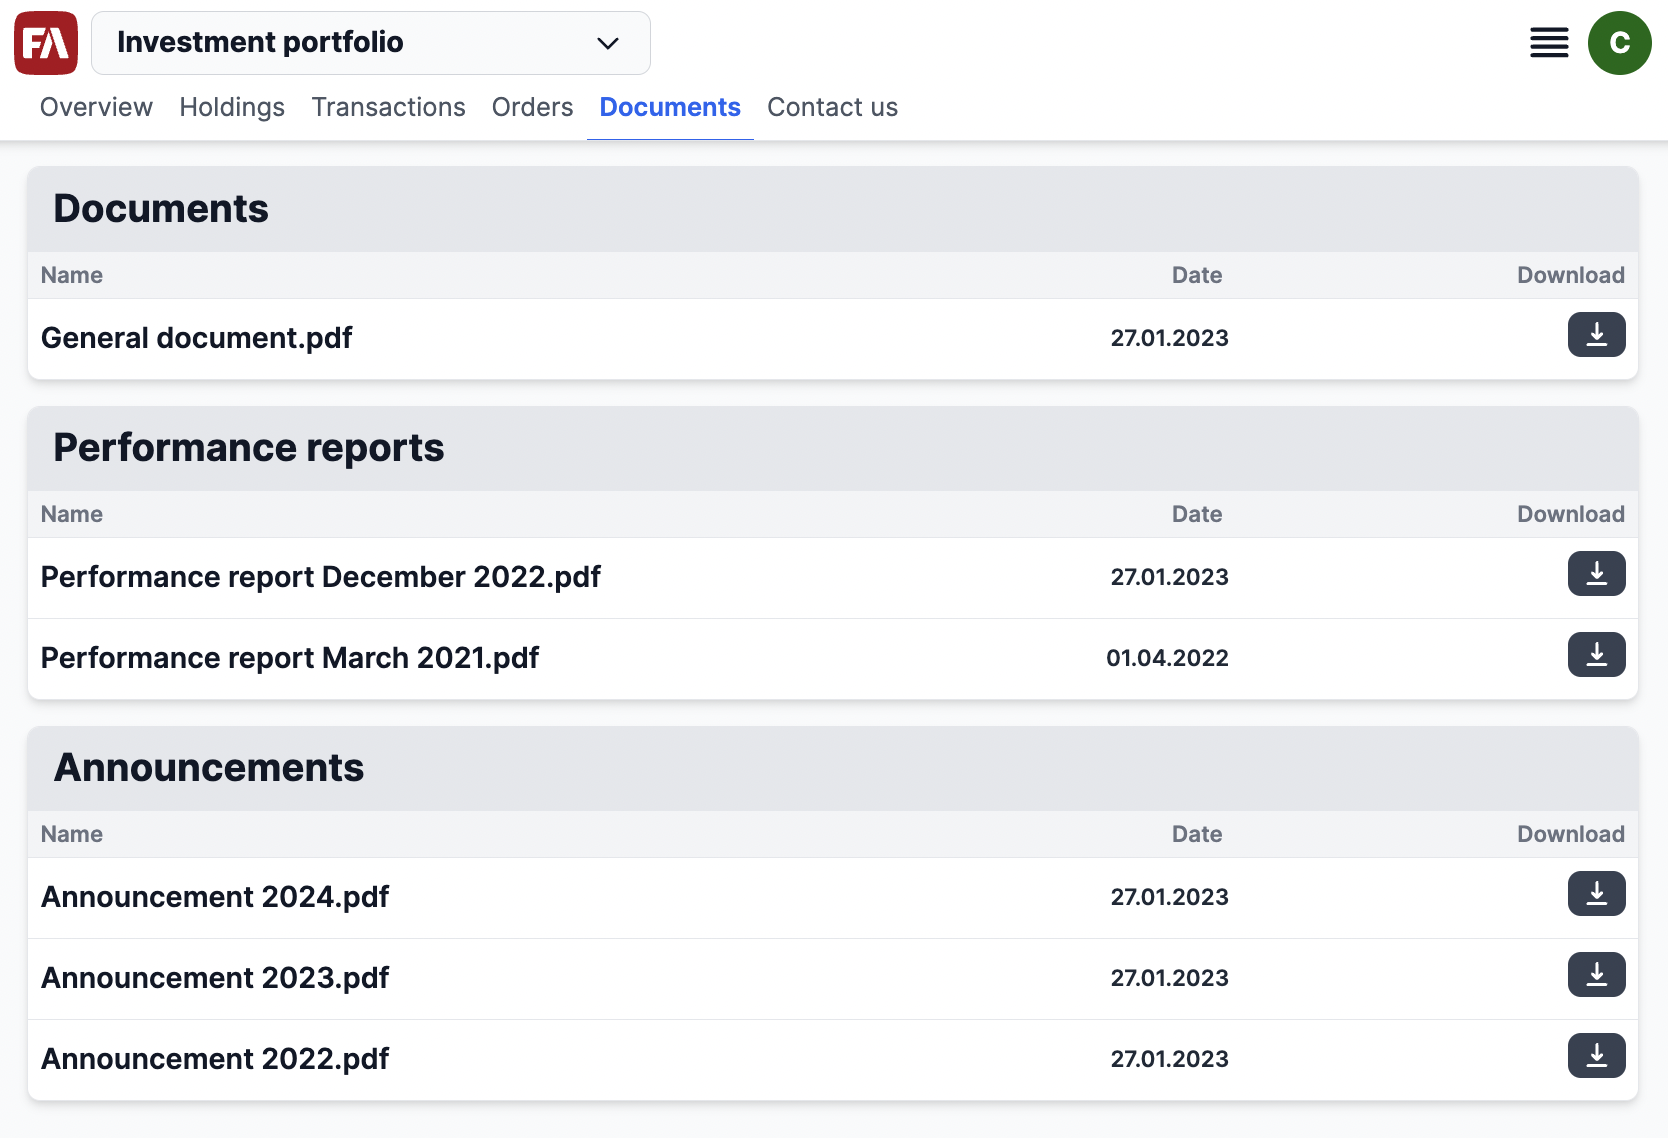 FA
Investment portfolio
C
Overview Holdings Transactions Orders Documents Contact us
Documents
Name Date Download
General document.pdf 27.01.2023
Performance reports
Name Date Download
Performance report December 2022.pdf 27.01.2023
Performance report March 2021.pdf 01.04.2022
Announcements
Name Date Download
Announcement 2024.pdf 27.01.2023
Announcement 2023.pdf 27.01.2023
Announcement 2022.pdf 27.01.2023